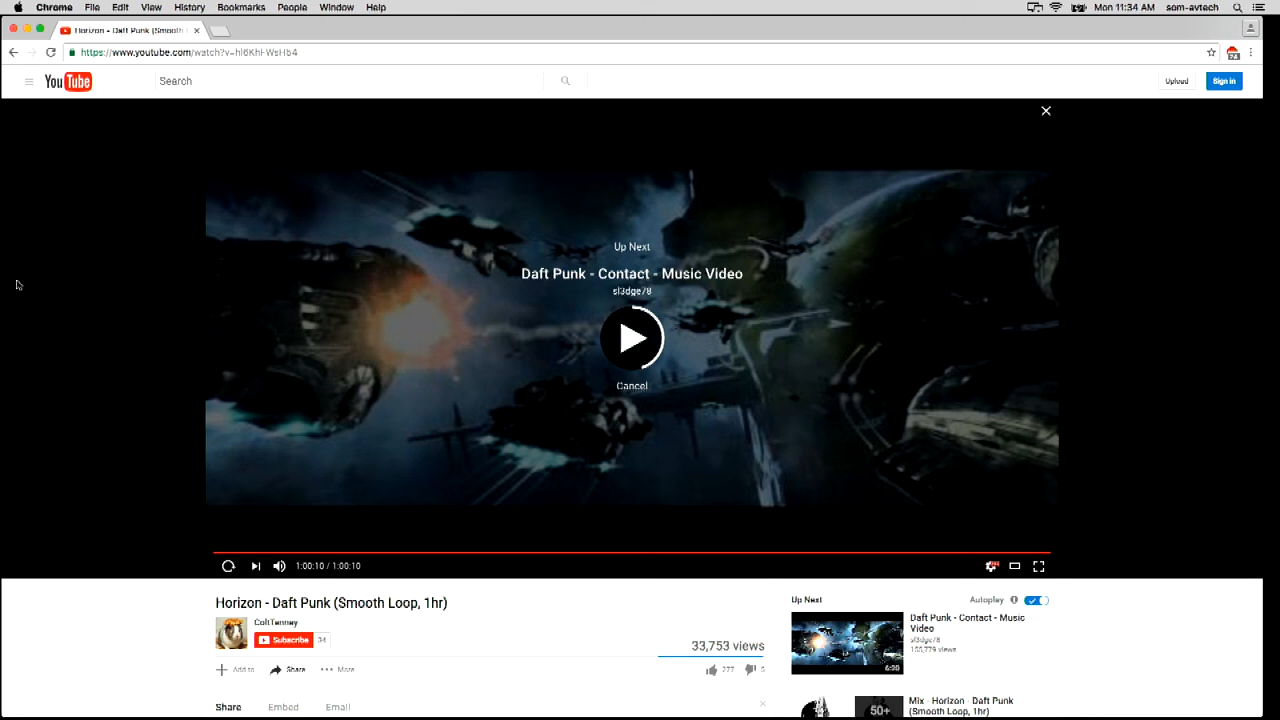 Chrome File Edit View History Bookmarks People Window Help
Mon 11:34 AM som-avtech
Horizon - Daft Punk (Smooth
https://www.youtube.com/watch?v=
YouTube
Search
Upload
Sign in
Up Next
Daft Punk - Contact - Music Video
sl3dge78
Cancel
1:00:10 / 1:00:10
Horizon - Daft Punk (Smooth Loop, 1hr)
ColtTenney
Subscribe 34
33,753 views
Add to Share More
277 5
Share Embed Email
Up Next
Autoplay
Daft Punk - Contact - Music
Video
sl3dge78
views
6:20
50+
Mix - Horizon - Daft Punk
(Smooth Loop, 1hr)